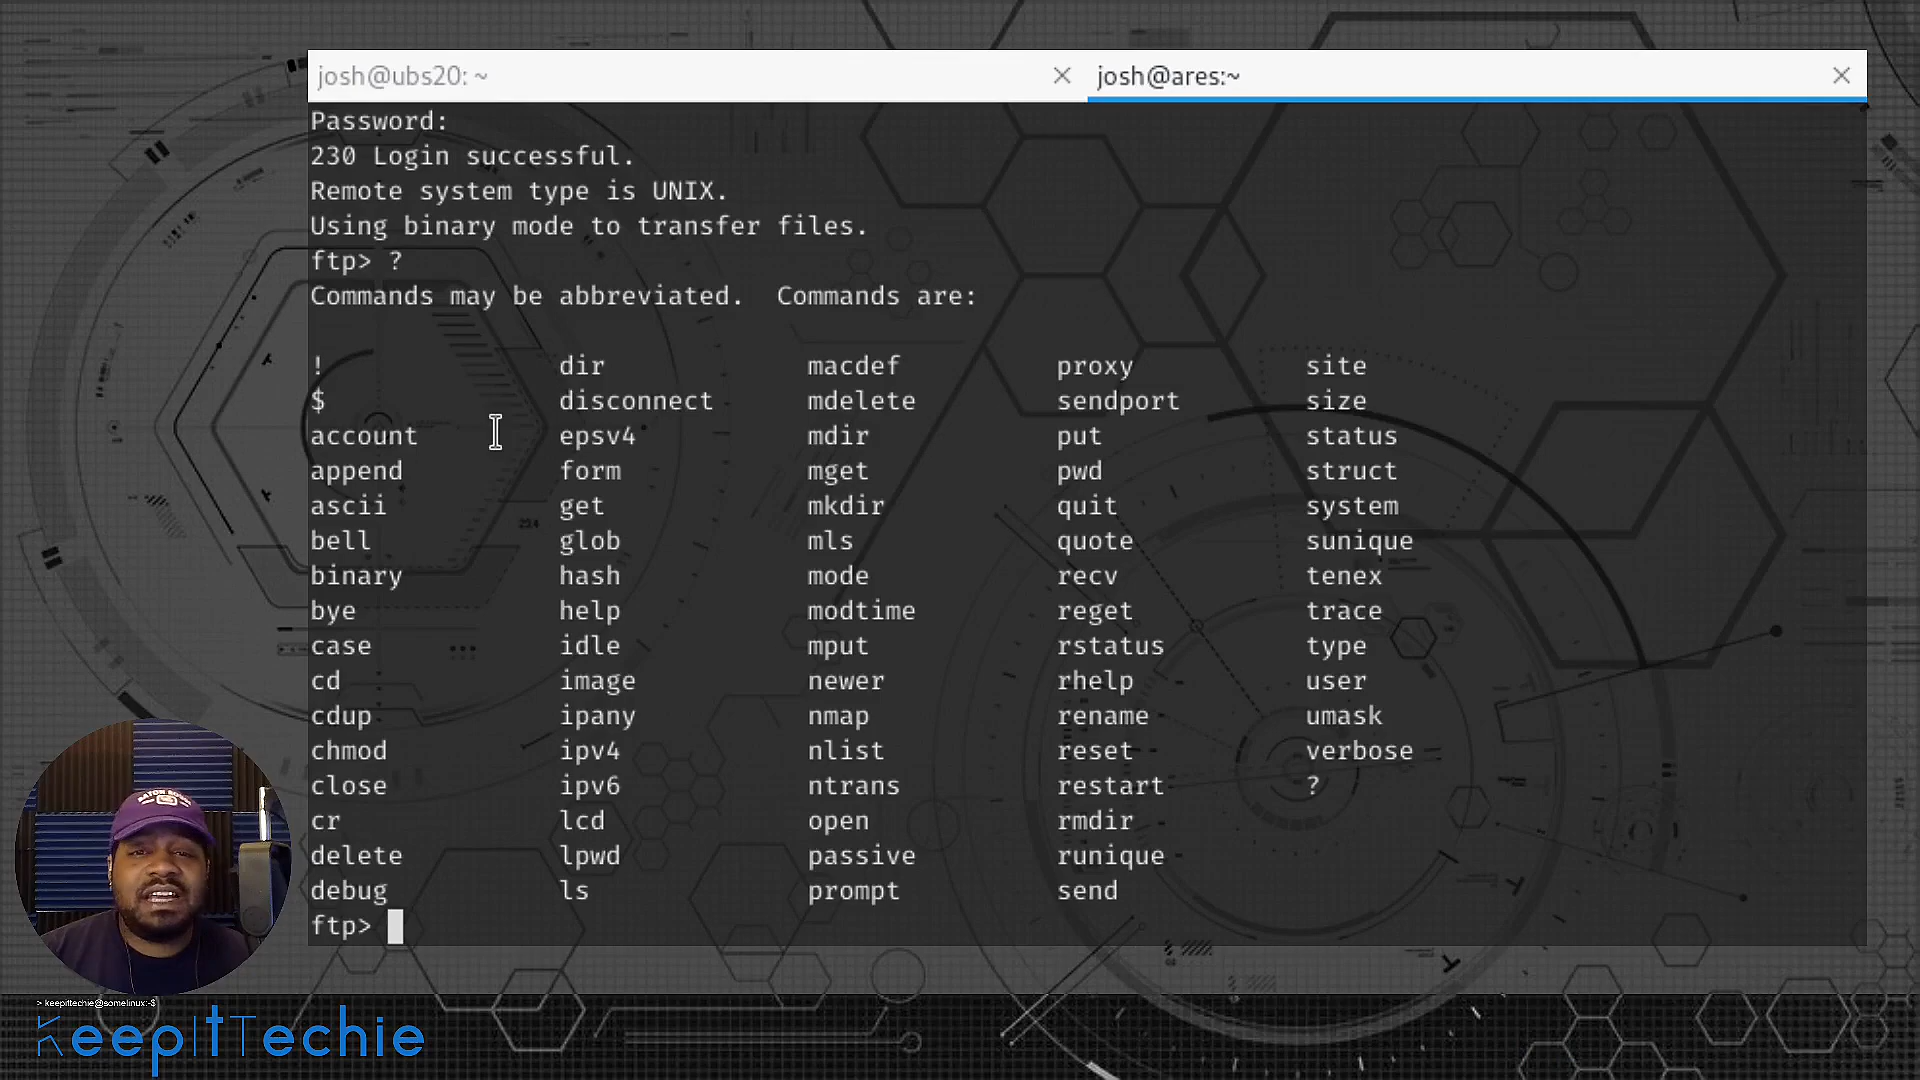 josh@ubs20: ~
josh@ares:~
Password:
230 Login successful.
Remote system type is UNIX.
Using binary mode to transfer files.
ftp> ?
Commands may be abbreviated.  Commands are:
! dir macdef proxy site
$ disconnect mdelete sendport size
account epsv4 mdir put status
append form mget pwd struct
ascii get mkdir quit system
bell glob mls quote sunique
binary hash mode recv tenex
bye help modtime reget trace
case idle mput rstatus type
cd image newer rhelp user
cdup ipany nmap rename umask
chmod ipv4 nlist reset verbose
close ipv6 ntrans restart ?
cr lcd open rmdir
delete lpwd passive runique
debug ls prompt send
ftp>
> keepittechie@somelinux:~$
KeepItTechie